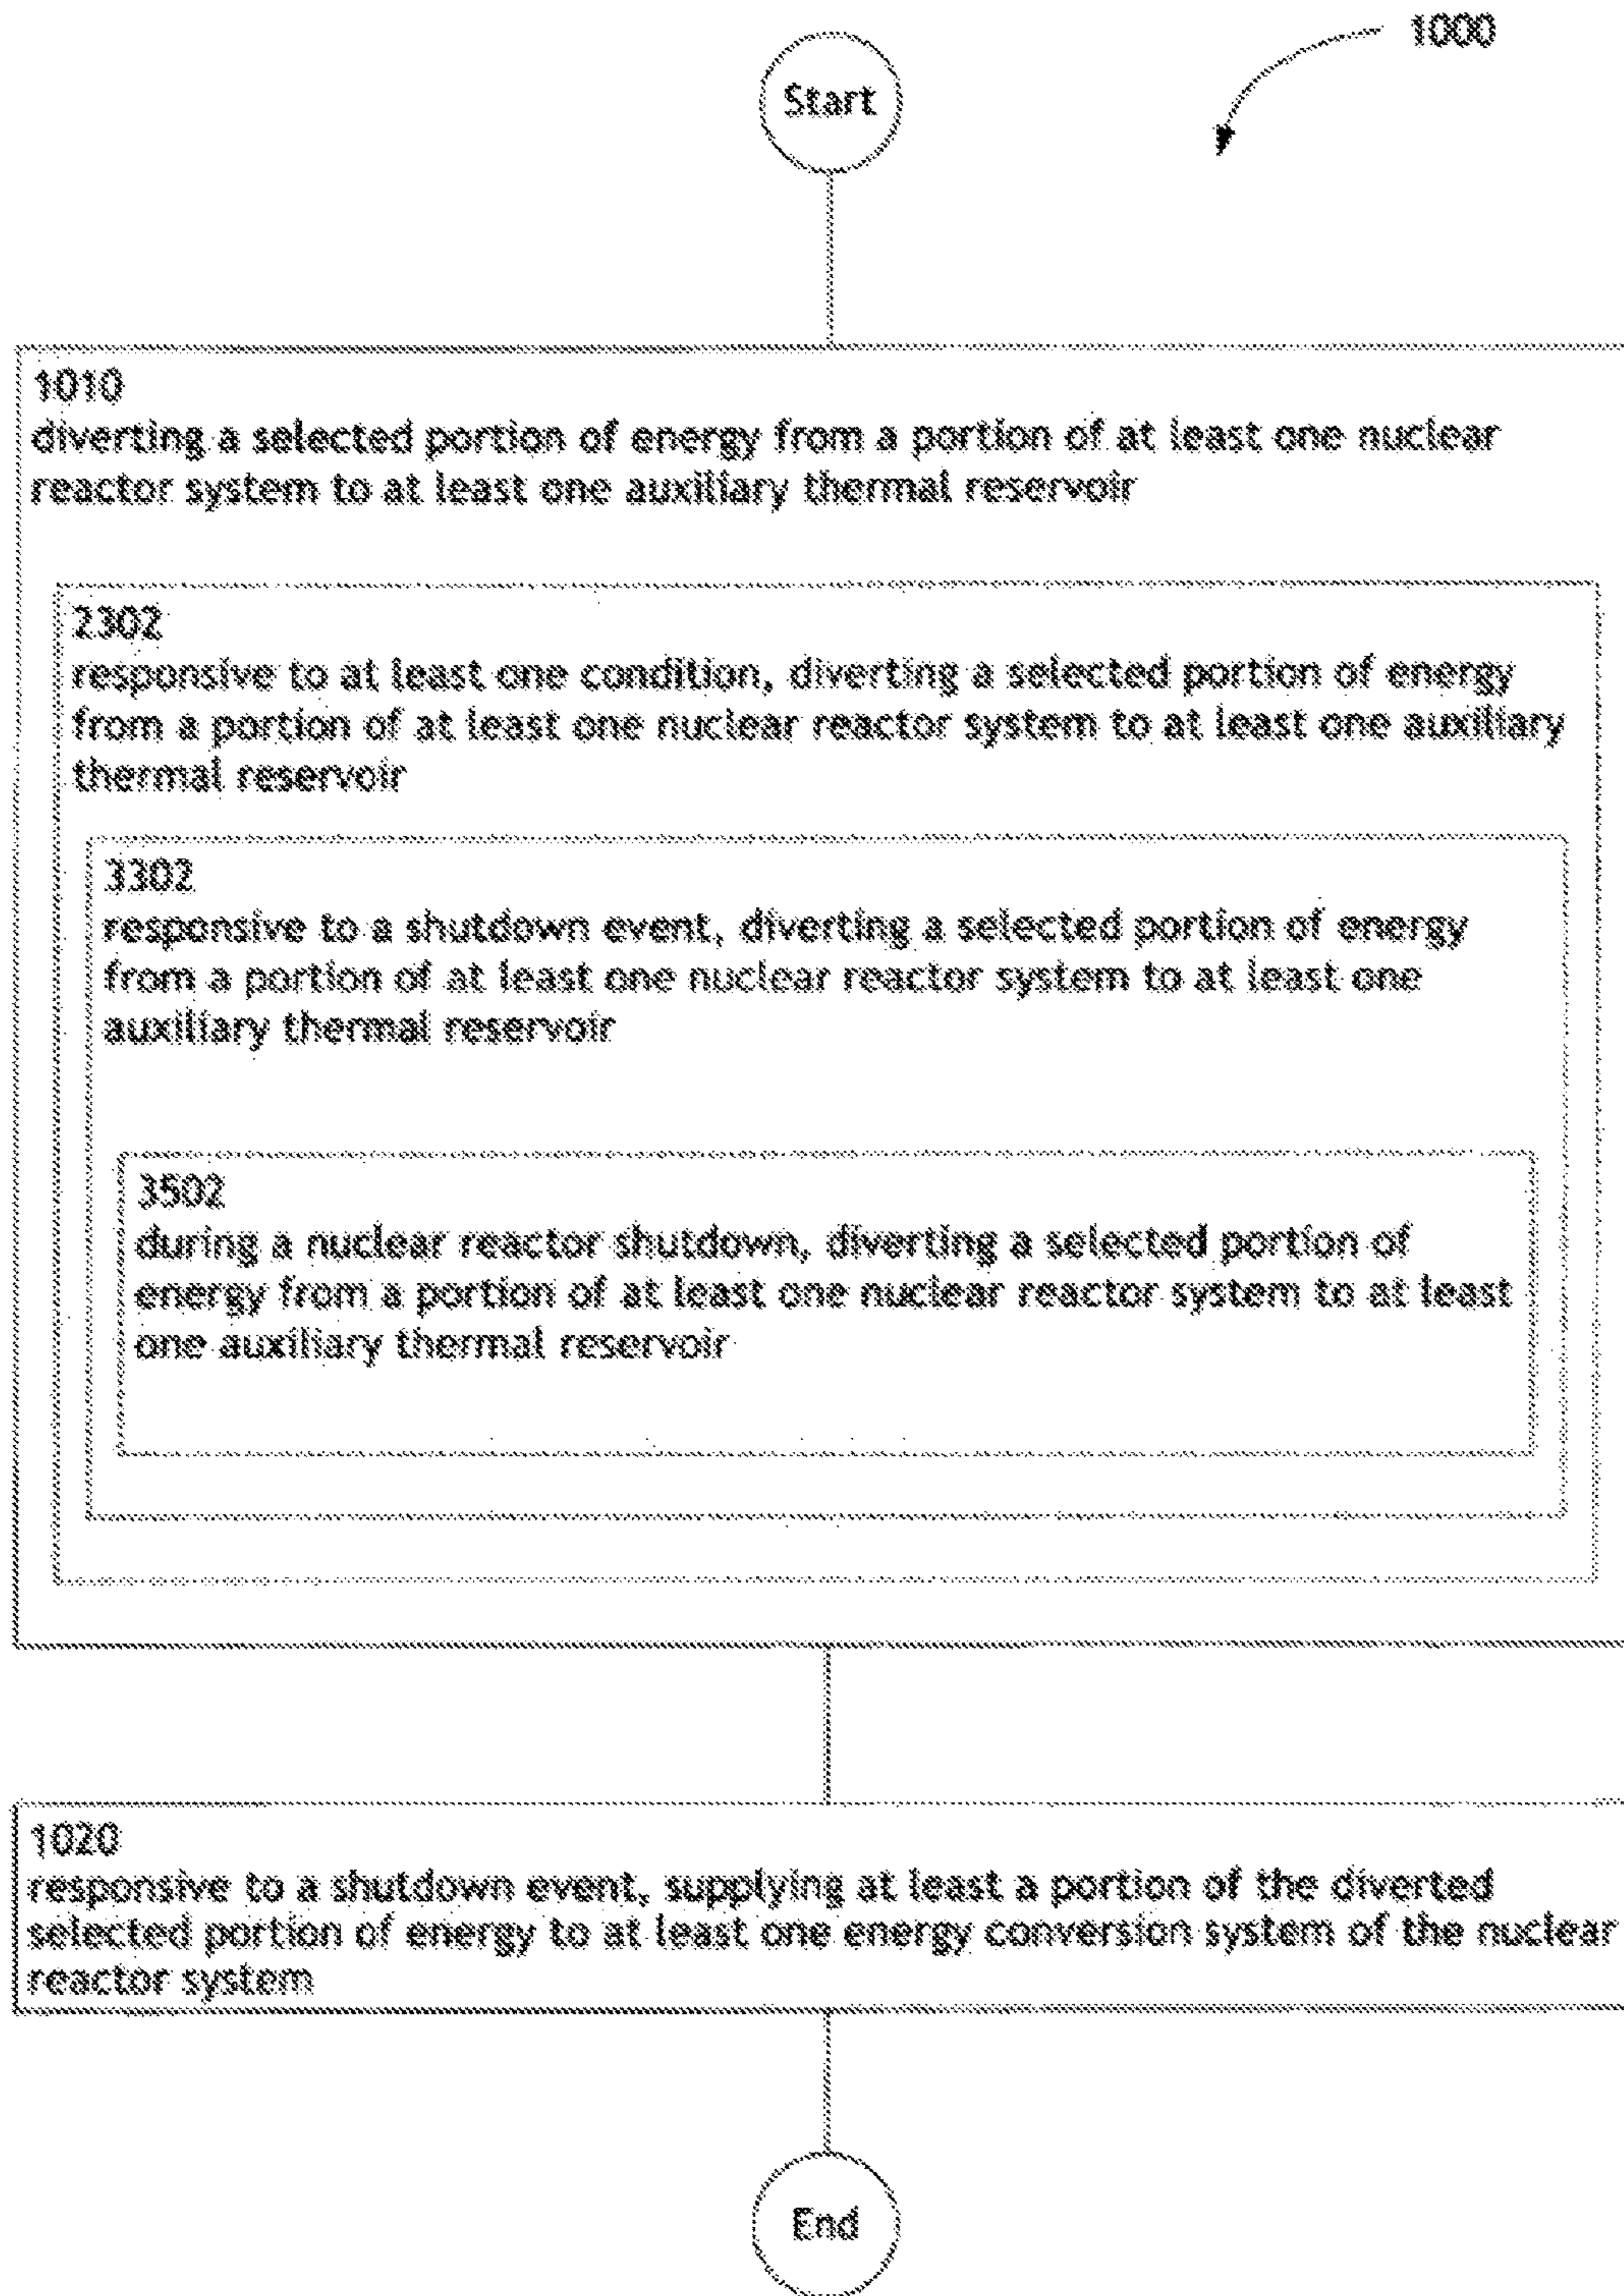 1000
Start
1010
diverting a selected portion of energy from a portion of at least one nuclear
reactor system to at least one auxiliary thermal reservoir
2302
responsive to at least one condition, diverting a selected portion of energy
from a portion of at least one nuclear reactor system to at least one auxiliary
thermal reservoir
3302
responsive to a shutdown event, diverting a selected portion of energy
from a portion of at least one nuclear reactor system to at least one
auxiliary thermal reservoir
3502
during a nuclear reactor shutdown, diverting a selected portion of
energy from a portion of at least one nuclear reactor system to at least
one auxiliary thermal reservoir
1020
responsive to a shutdown event, supplying at least a portion of the diverted
selected portion of energy to at least one energy conversion system of the nuclear
reactor system
End